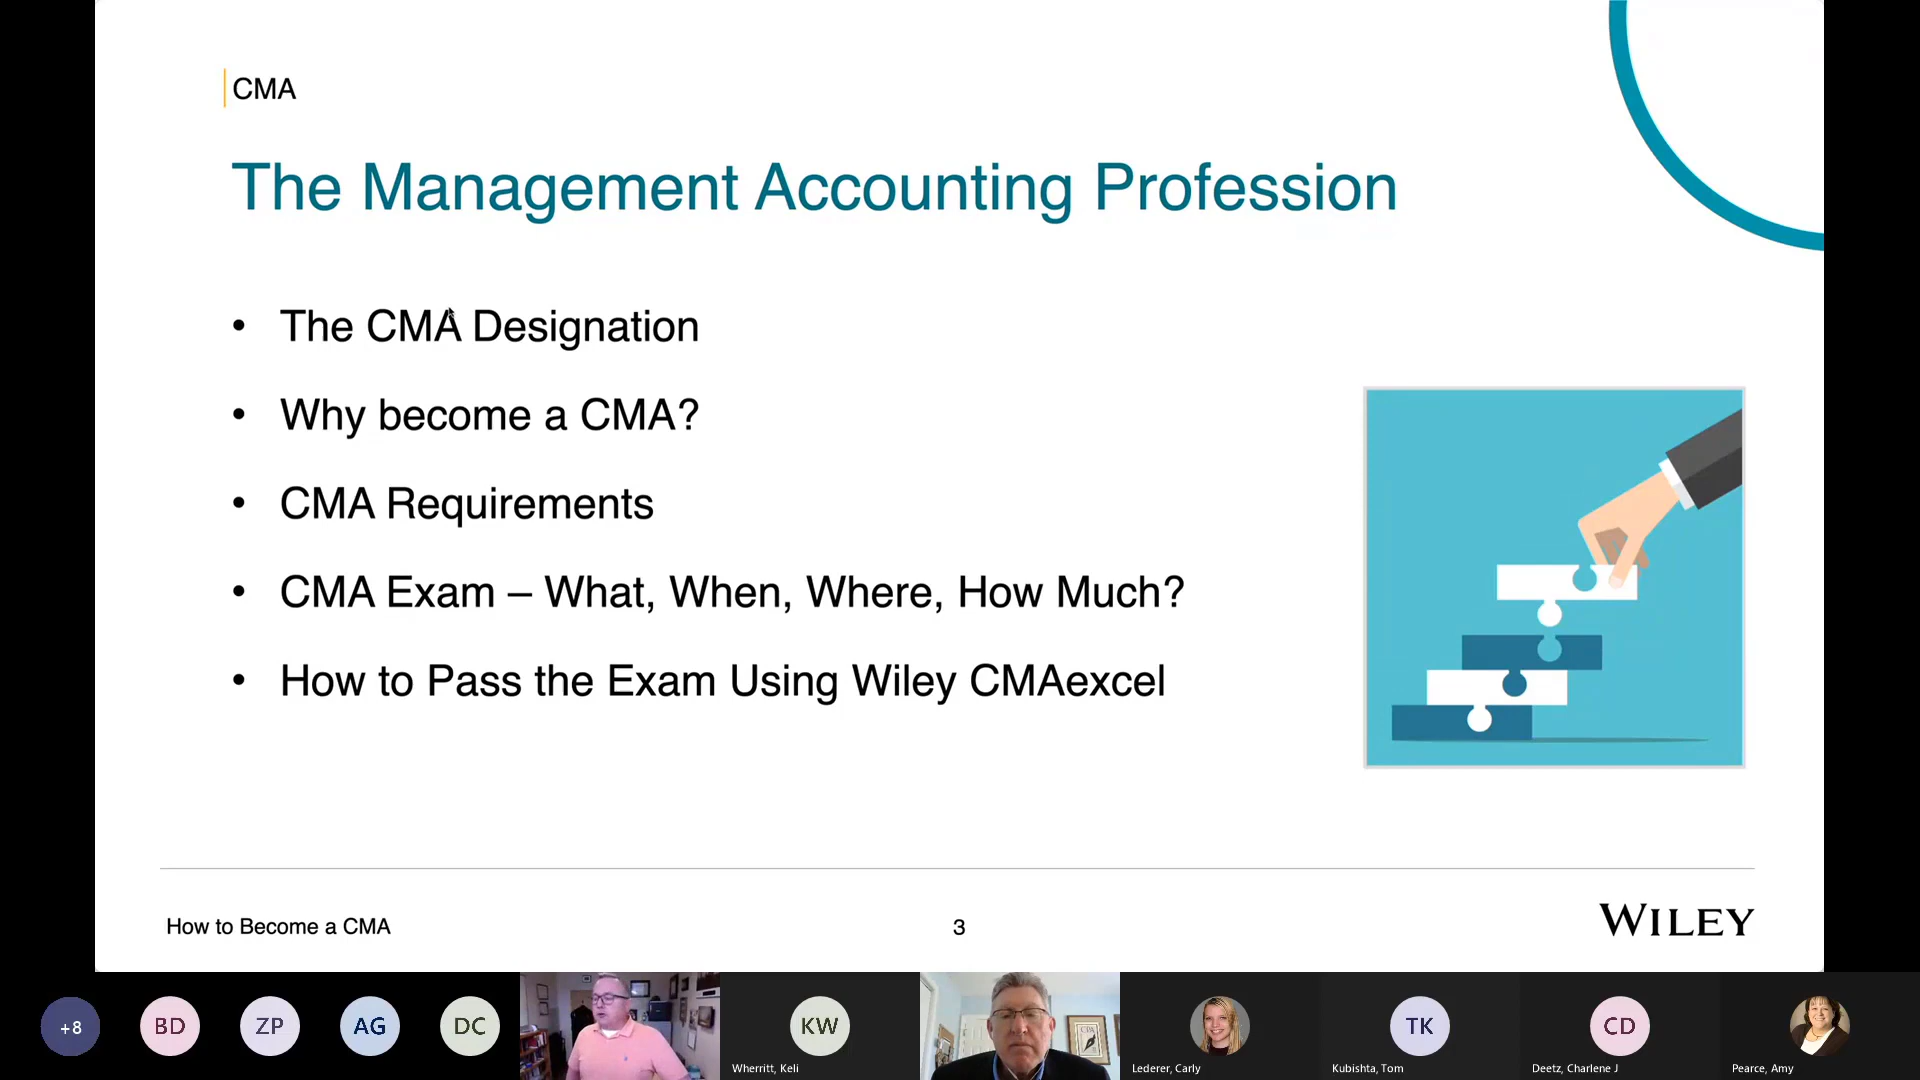 CMA
The Management Accounting Profession
• The CMA Designation
• Why become a CMA?
• CMA Requirements
• CMA Exam – What, When, Where, How Much?
• How to Pass the Exam Using Wiley CMAexcel
How to Become a CMA
3
WILEY
+8
BD
ZP
AG
DC
KW
CPA
TK
CD
Wherritt, Keli
Lederer, Carly
Kubishta, Tom
Deetz, Charlene J
Pearce, Amy